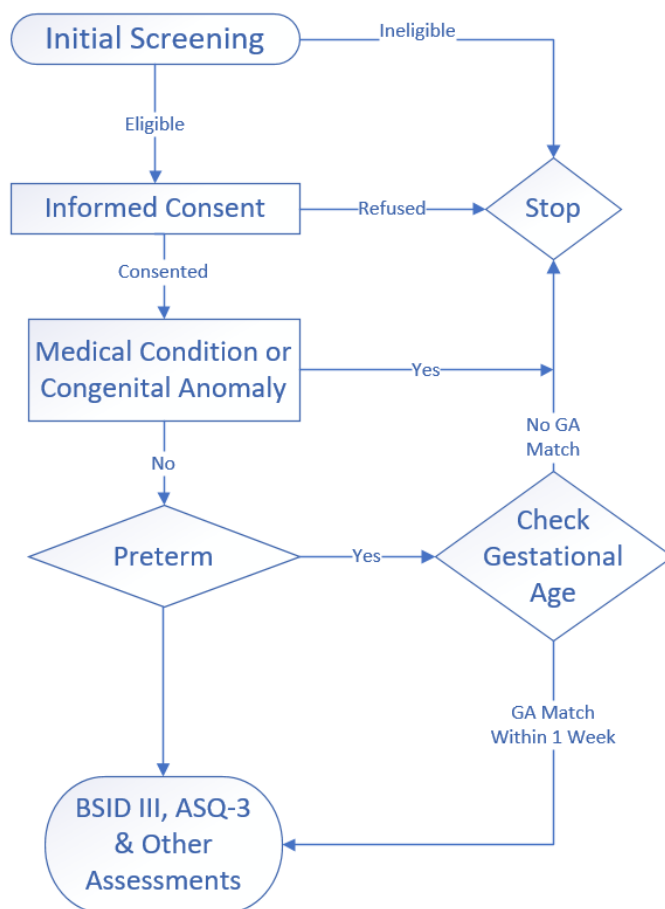 Initial Screening
Ineligible
Eligible
Informed Consent
Refused
Stop
Consented
Medical Condition or
Congenital Anomaly
Yes
No GA
Match
No
Preterm
Yes
Check
Gestational
Age
GA Match
Within 1 Week
BSID III, ASQ-3
& Other
Assessments